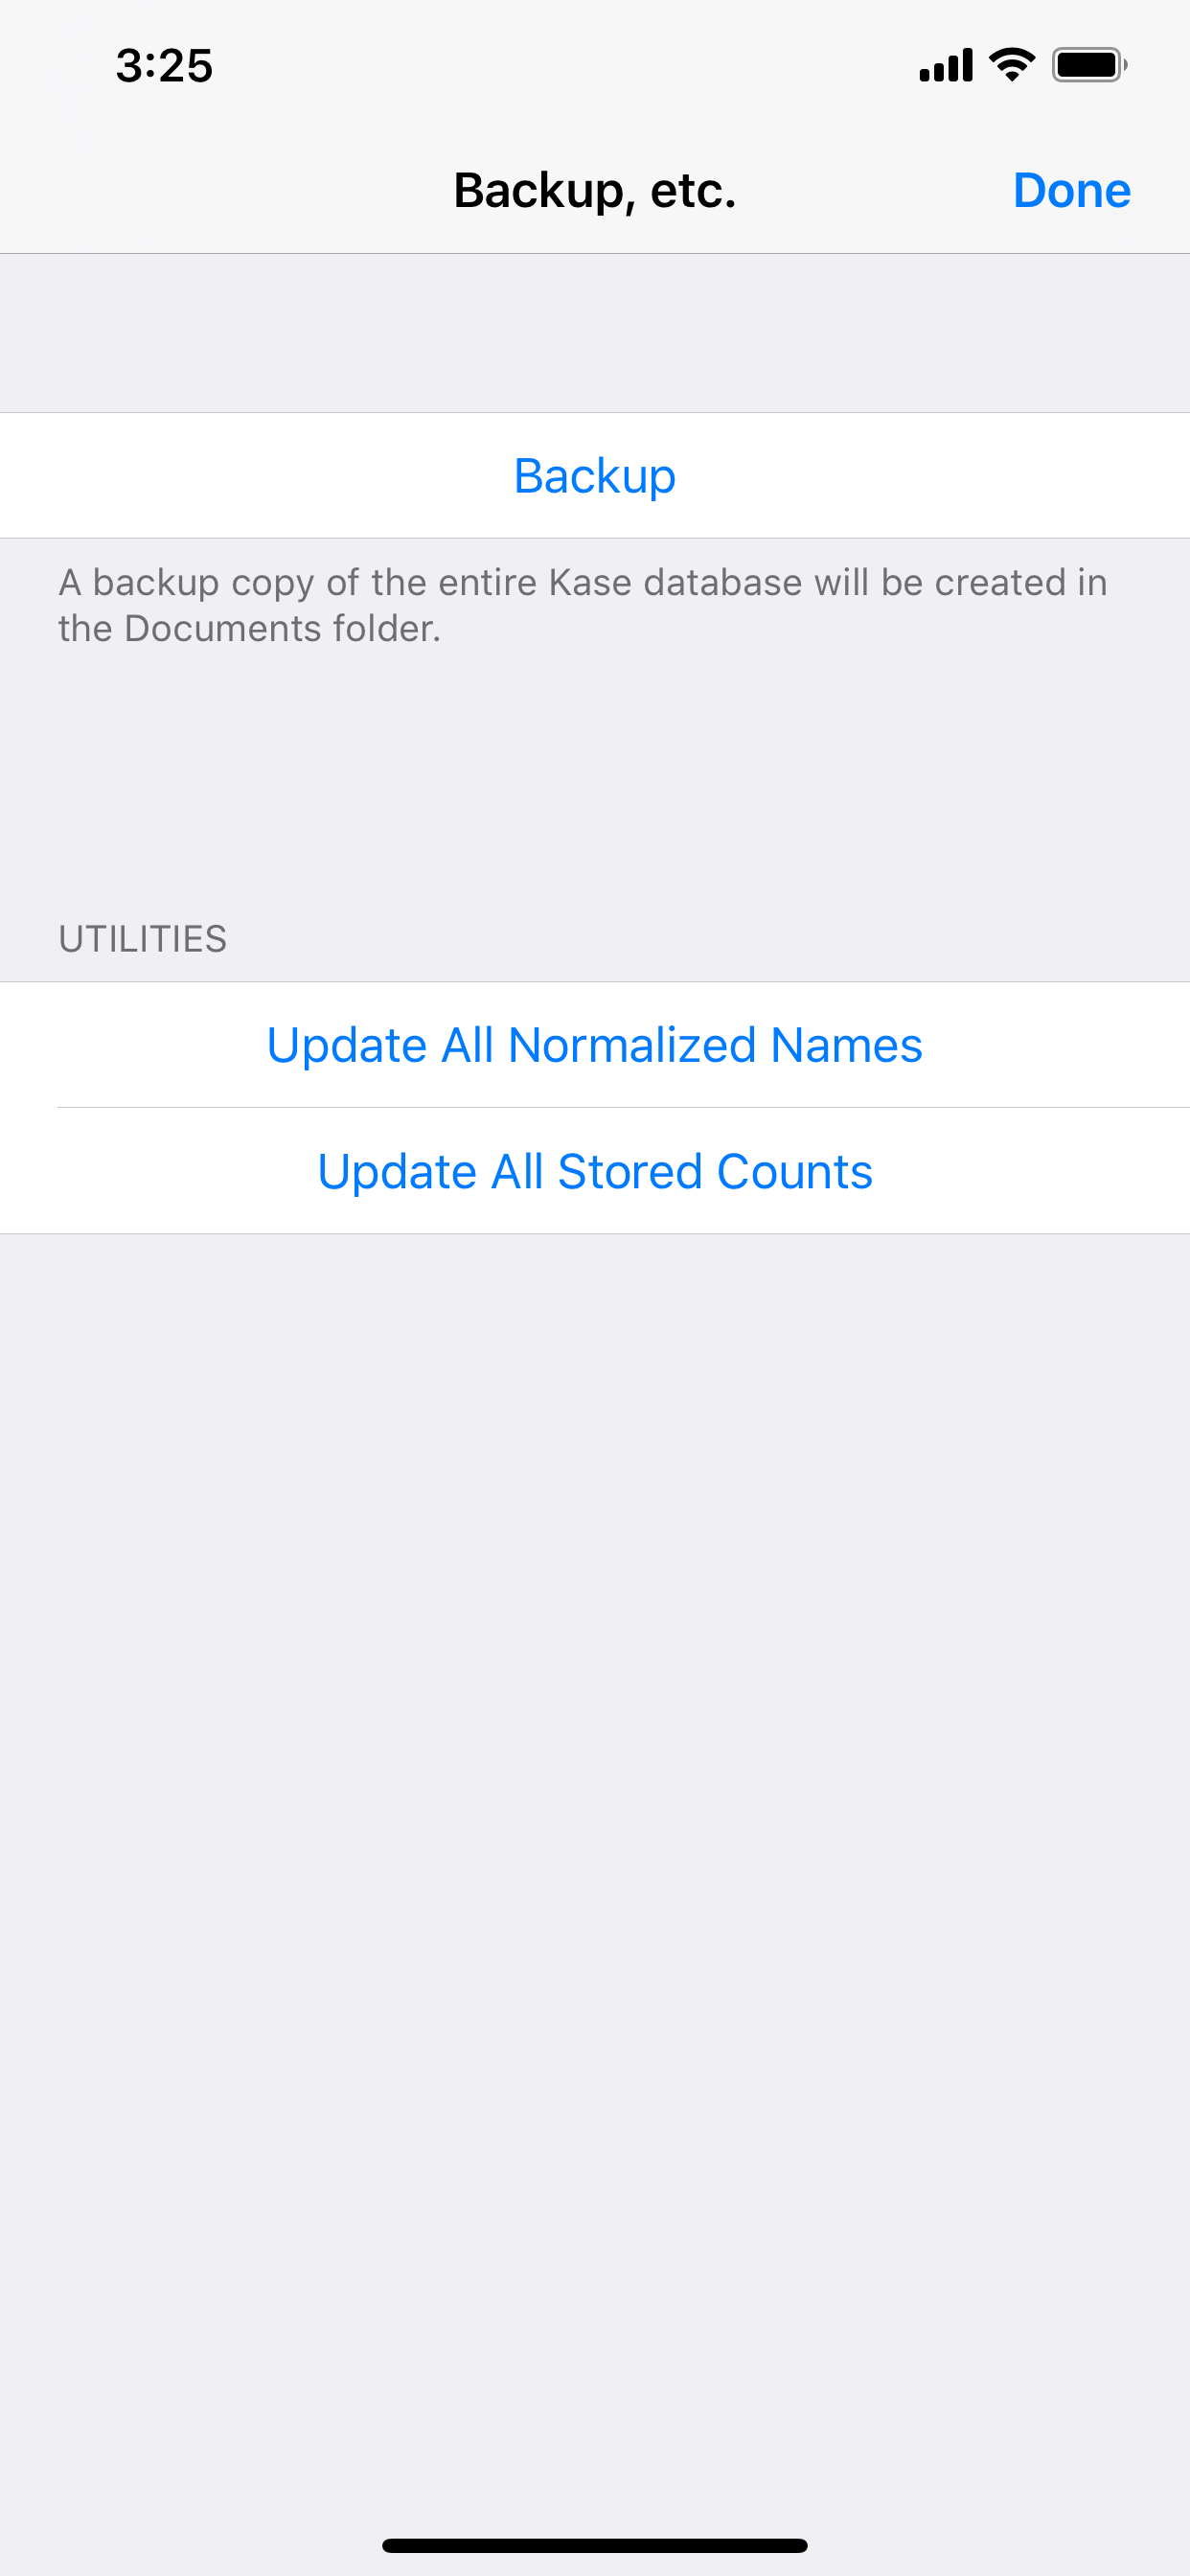 3:25
Backup, etc.
Done
Backup
A backup copy of the entire Kase database will be created in
the Documents folder.
UTILITIES
Update All Normalized Names
Update All Stored Counts